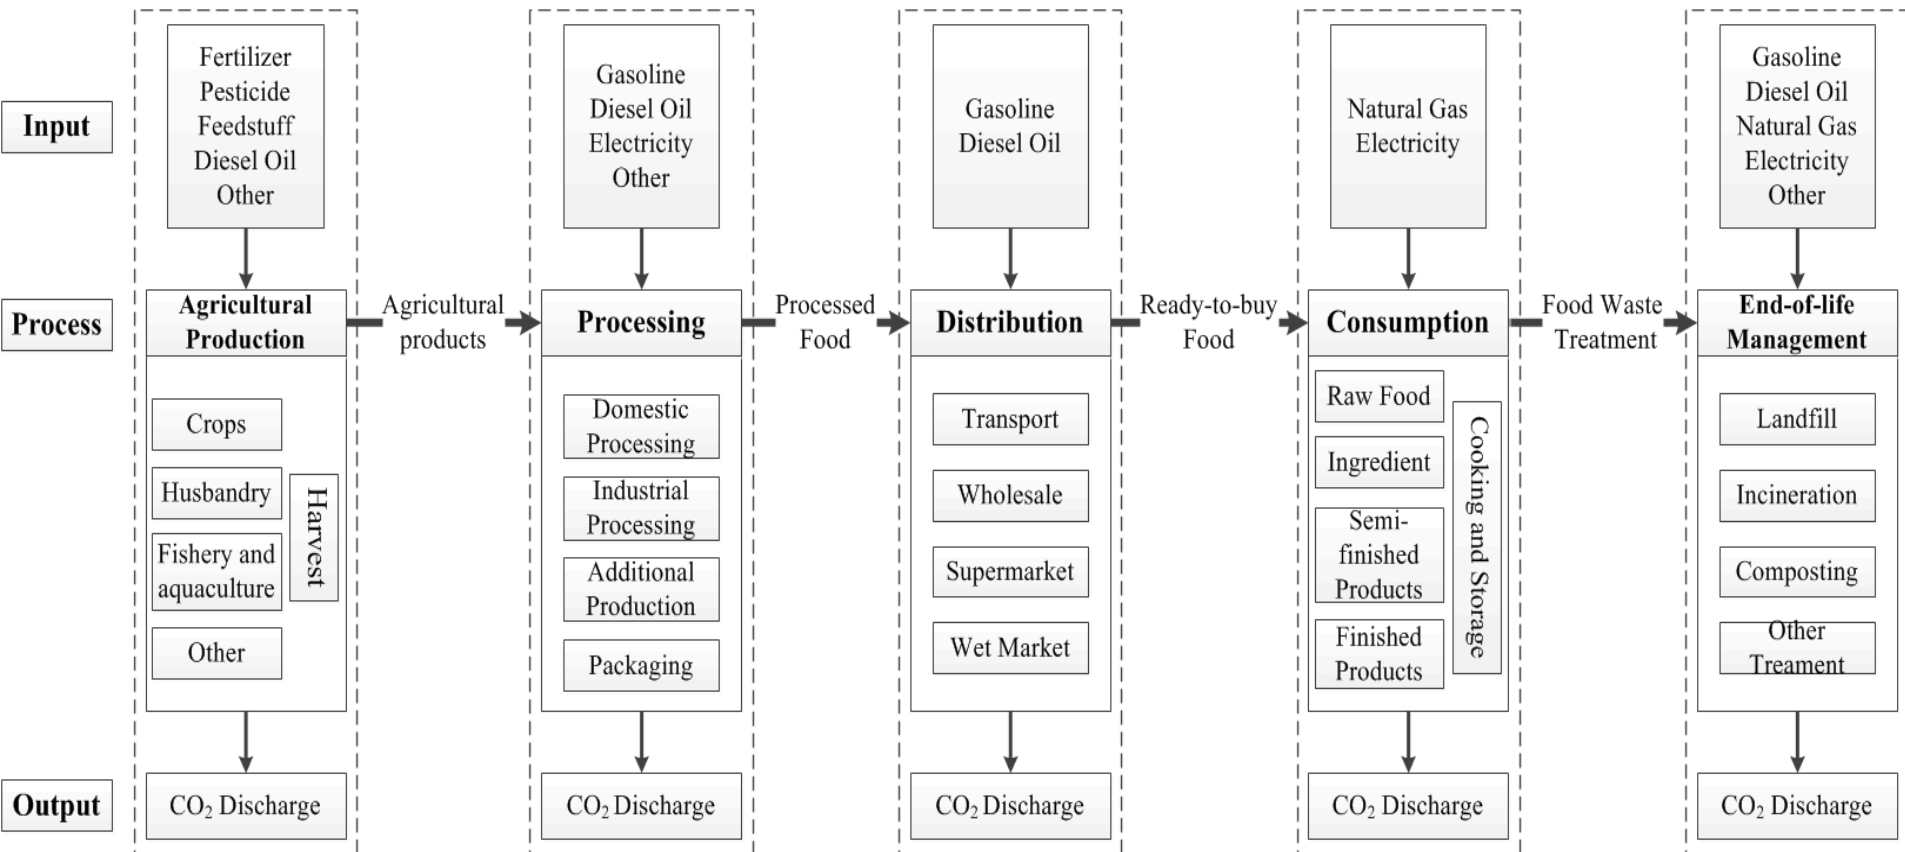 Input
Fertilizer
Pesticide
Feedstuff
Diesel Oil
Other
Gasoline
Diesel Oil
Electricity
Other
Gasoline
Diesel Oil
Natural Gas
Electricity
Gasoline
Diesel Oil
Natural Gas
Electricity
Other
Process
Agricultural
Production
Agricultural
products
Processing
Processed
Food
Distribution
Ready-to-buy
Food
Consumption
Food Waste
Treatment
End-of-life
Management
Crops
Husbandry
Fishery and
aquaculture
Other
Harvest
Domestic
Processing
Industrial
Processing
Additional
Production
Packaging
Transport
Wholesale
Supermarket
Wet Market
Raw Food
Ingredient
Semi-
finished
Products
Finished
Products
Cooking and Storage
Landfill
Incineration
Composting
Other
Treament
Output
CO₂ Discharge
CO₂ Discharge
CO₂ Discharge
CO₂ Discharge
CO₂ Discharge